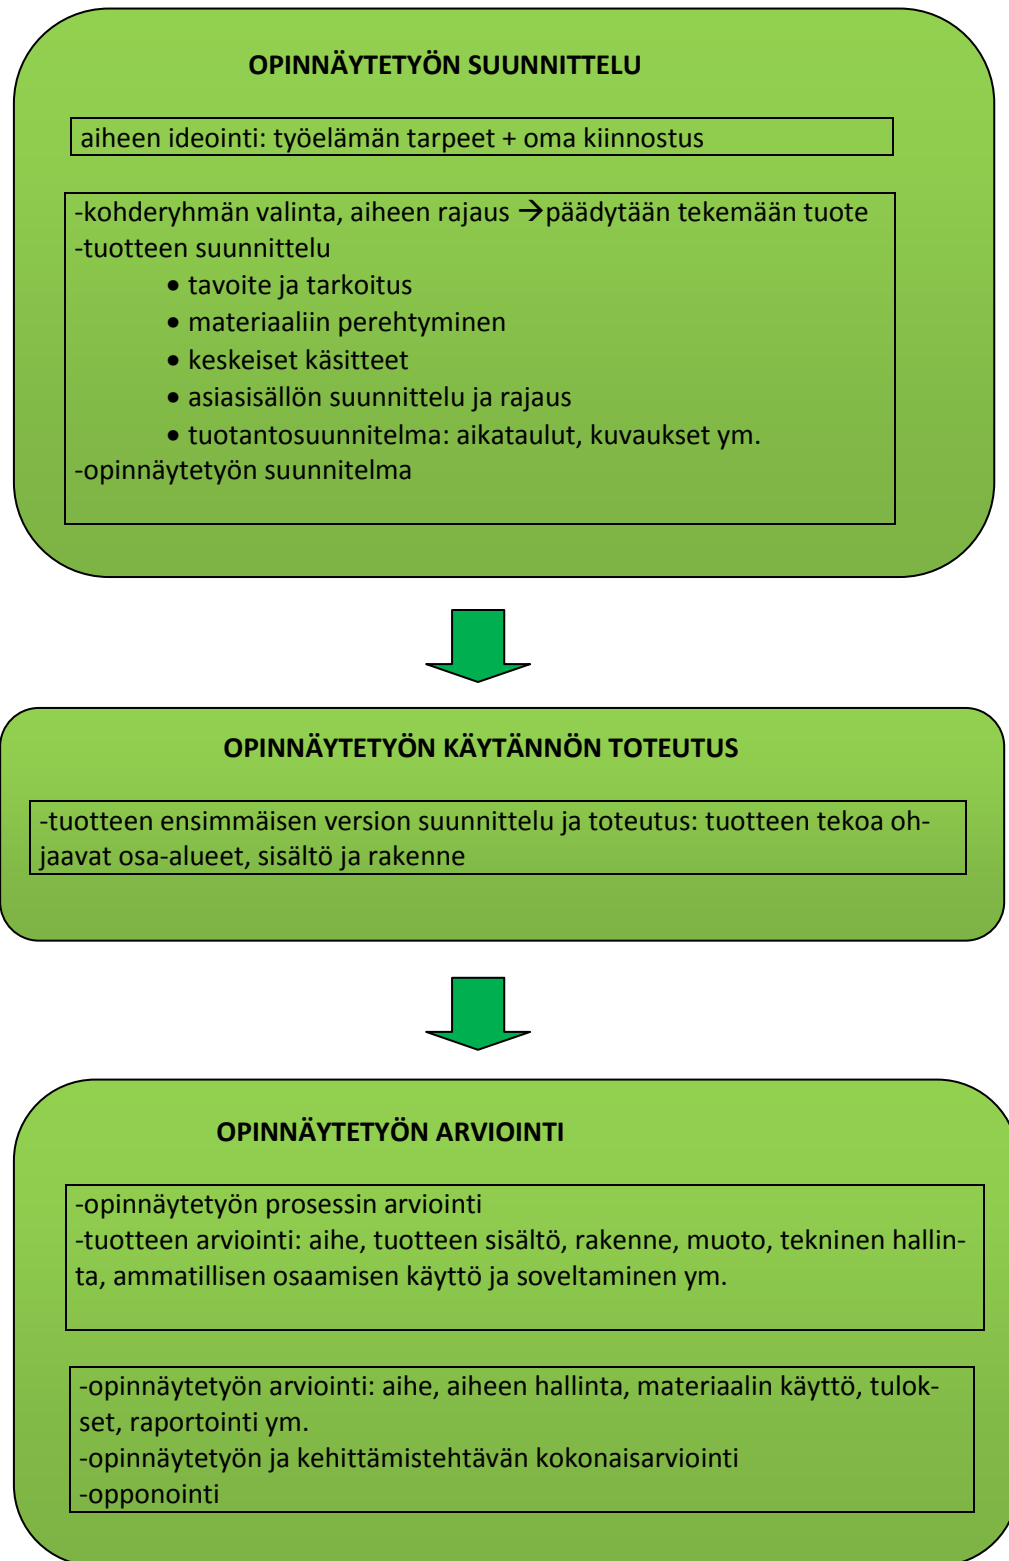 OPINNÄYTETYÖN SUUNNITTELU
aiheen ideointi: työelämän tarpeet + oma kiinnostus
-kohderyhmän valinta, aiheen rajaus →päädytään tekemään tuote
-tuotteen suunnittelu
• tavoite ja tarkoitus
• materiaaliin perehtyminen
• keskeiset käsitteet
• asiasisällön suunnittelu ja rajaus
• tuotantosuunnitelma: aikataulut, kuvaukset ym.
-opinnäytetyön suunnitelma
OPINNÄYTETYÖN KÄYTÄNNÖN TOTEUTUS
-tuotteen ensimmäisen version suunnittelu ja toteutus: tuotteen tekoa oh-
jaavat osa-alueet, sisältö ja rakenne
OPINNÄYTETYÖN ARVIOINTI
-opinnäytetyön prosessin arviointi
-tuotteen arviointi: aihe, tuotteen sisältö, rakenne, muoto, tekninen hallin-
ta, ammatillisen osaamisen käyttö ja soveltaminen ym.
-opinnäytetyön arviointi: aihe, aiheen hallinta, materiaalin käyttö, tulok-
set, raportointi ym.
-opinnäytetyön ja kehittämistehtävän kokonaisarviointi
-opponointi